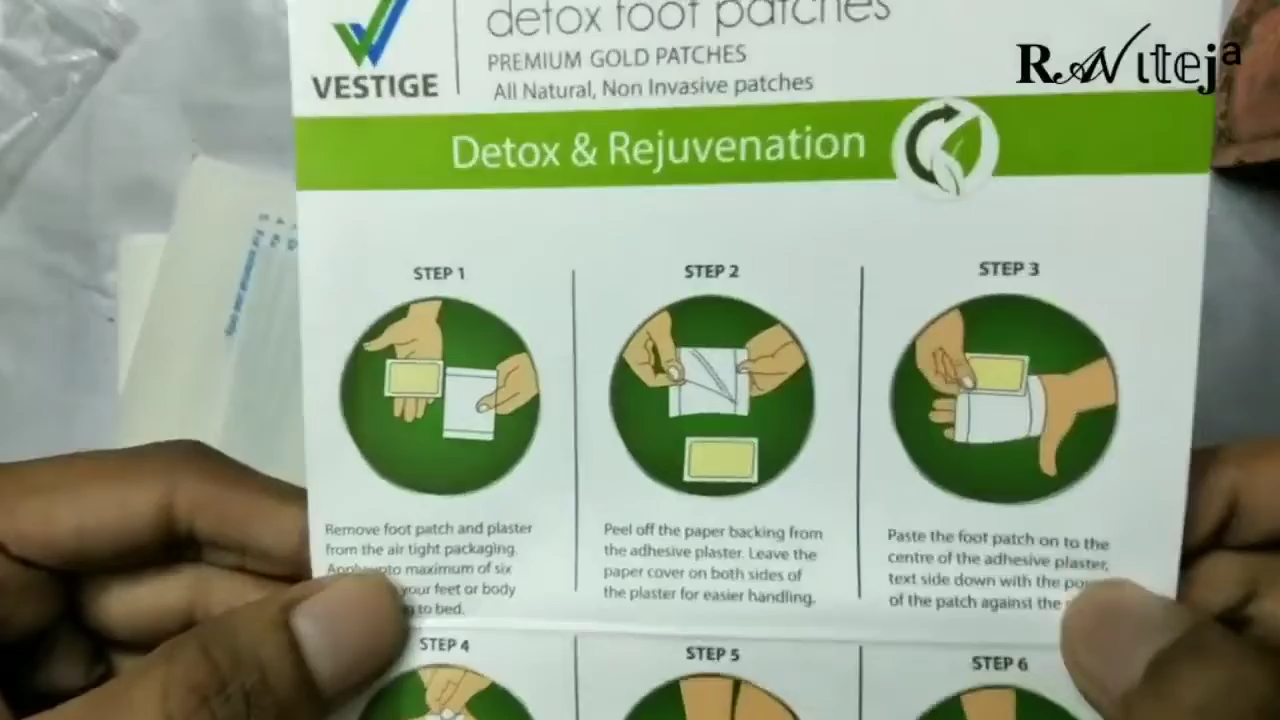 detox foot patches
VESTIGE
PREMIUM GOLD PATCHES
All Natural, Non Invasive patches
RAViteja
Detox & Rejuvenation
STEP 1
Remove foot patch and plaster
from the air tight packaging.
upto maximum of six
your feet or body
to bed.
STEP 2
Peel off the paper backing from
the adhesive plaster. Leave the
paper cover on both sides of
the plaster for easier handling.
STEP 3
Paste the foot patch on to the
centre of the adhesive plaster,
text side down with the
of the patch against the
STEP 4
STEP 5
STEP 6